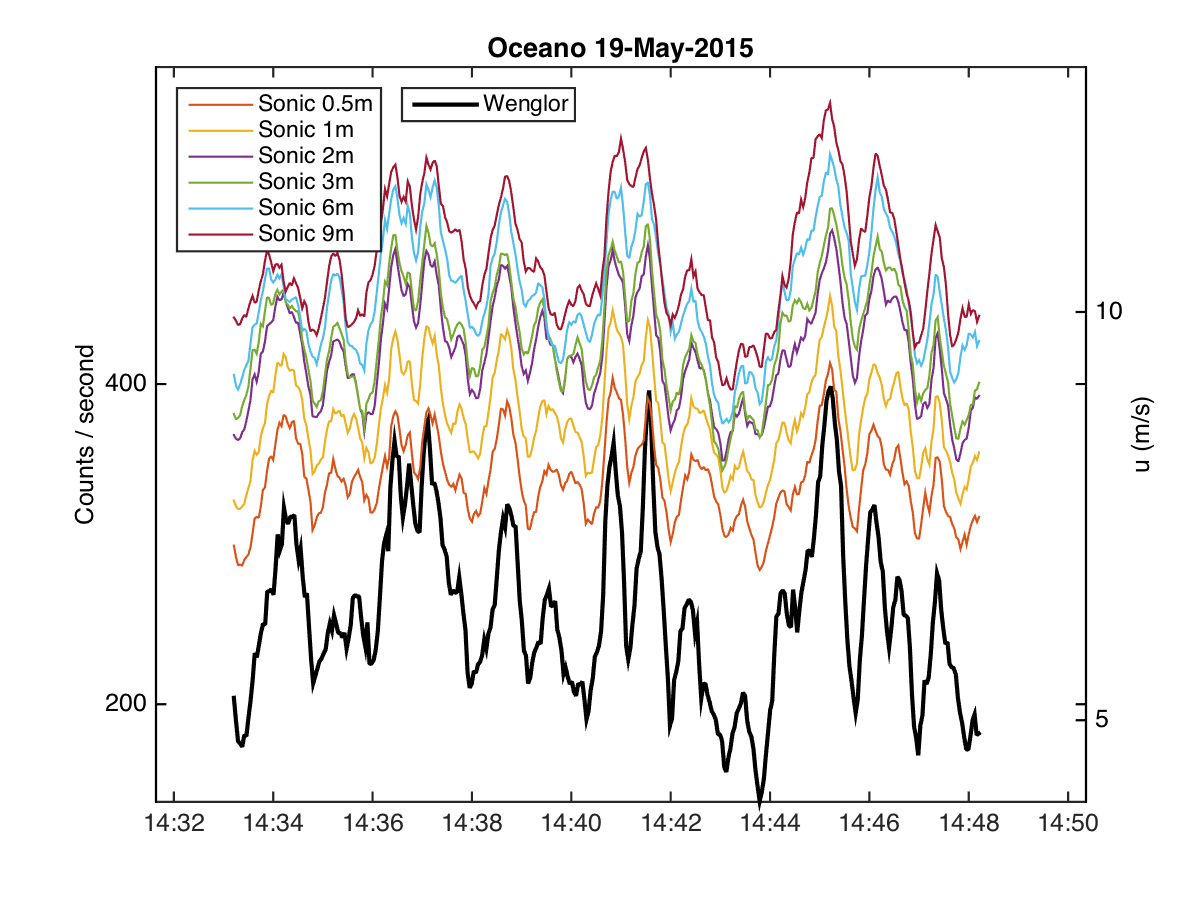 Oceano 19-May-2015
Sonic 0.5m
Sonic 1m
Sonic 2m
Sonic 3m
Sonic 6m
Sonic 9m
Wenglor
Counts / second
400
200
10
5
u (m/s)
14:32 14:34 14:36 14:38 14:40 14:42 14:44 14:46 14:48 14:50